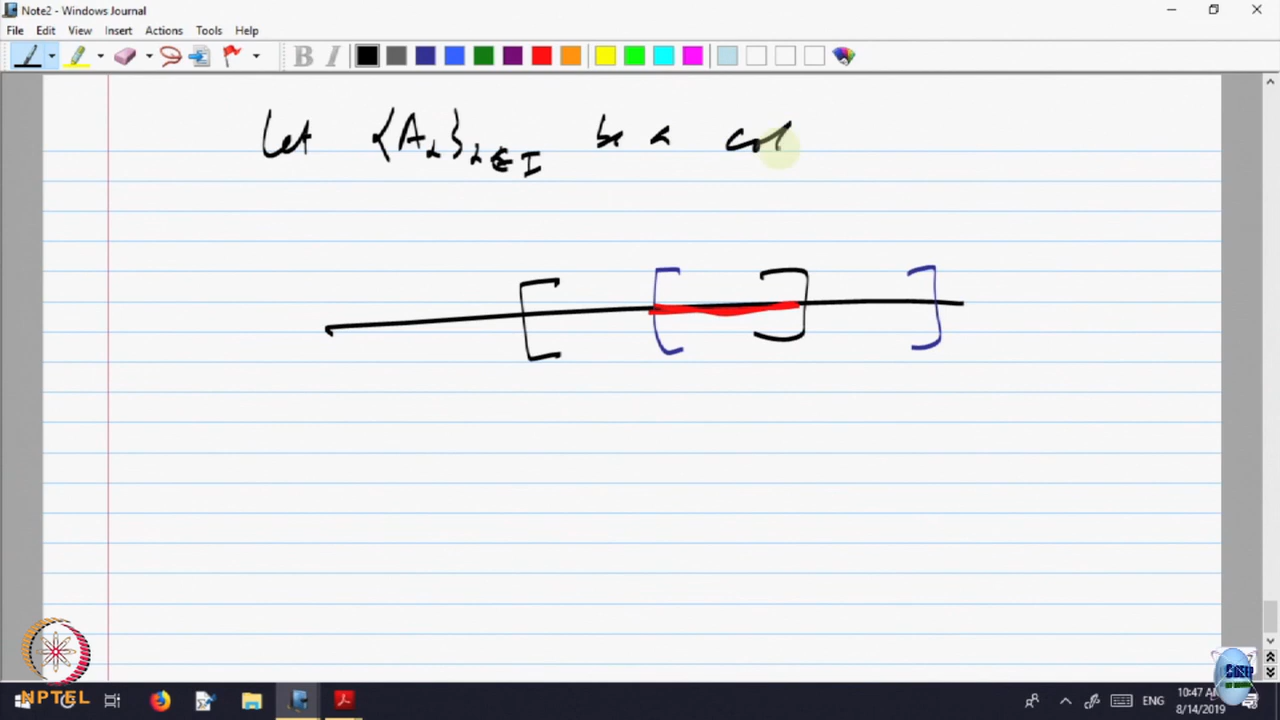 Note2 - Windows Journal
File Edit View Insert Actions Tools Help
B I
Let {A_α}_{α∈I} be a col
NPTEL
ENG
10:47 AM
8/14/2019